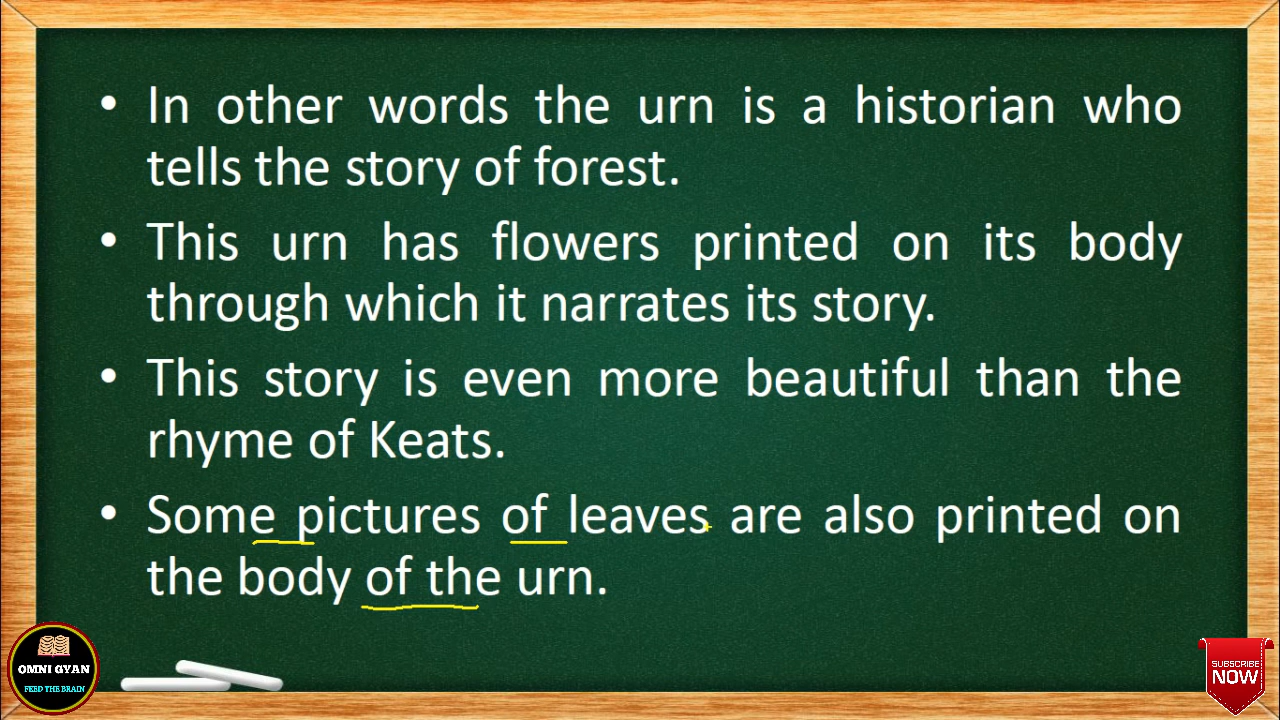 • In other words the urn is a historian who
tells the story of forest.
• This urn has flowers printed on its body
through which it narrates its story.
• This story is even more beautiful than the
rhyme of Keats.
• Some pictures of leaves are also printed on
the body of the urn.
OMNI GYAN
FEED THE BRAIN
SUBSCRIBE
NOW